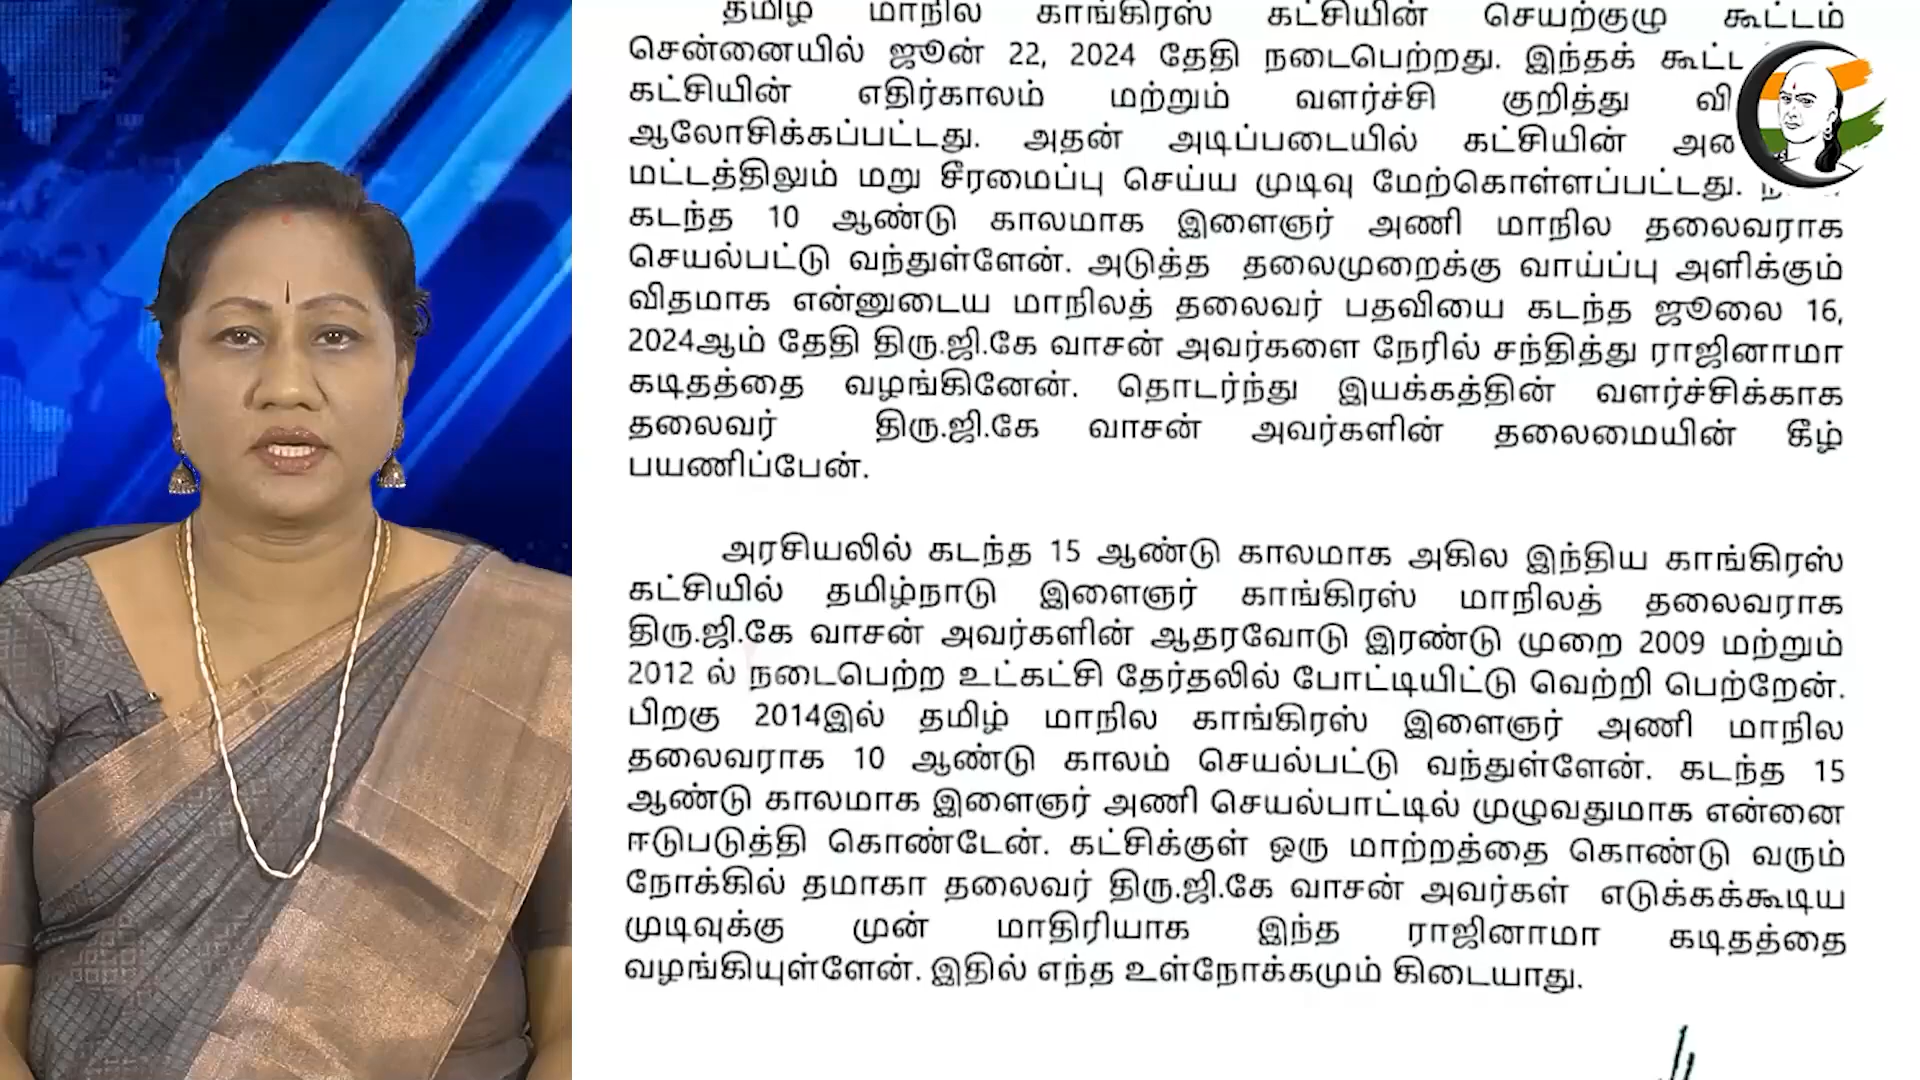 தமிழ் மாநில காங்கிரஸ் கட்சியின் செயற்குழு கூட்டம்
சென்னையில் ஜூன் 22, 2024 தேதி நடைபெற்றது. இந்தக்
கட்சியின் எதிர்காலம் மற்றும் வளர்ச்சி குறித்து
ஆலோசிக்கப்பட்டது. அதன் அடிப்படையில் கட்சியின்
மட்டத்திலும் மறு சீரமைப்பு செய்ய முடிவு மேற்கொள்ளப்பட்டது.
கடந்த 10 ஆண்டு காலமாக இளைஞர் அணி மாநில தலைவராக
செயல்பட்டு வந்துள்ளேன். அடுத்த தலைமுறைக்கு வாய்ப்பு அளிக்கும்
விதமாக என்னுடைய மாநிலத் தலைவர் பதவியை கடந்த ஜூலை 16,
2024ஆம் தேதி திரு.ஜி.கே வாசன் அவர்களை நேரில் சந்தித்து ராஜினாமா
கடிதத்தை வழங்கினேன். தொடர்ந்து இயக்கத்தின் வளர்ச்சிக்காக
தலைவர் திரு.ஜி.கே வாசன் அவர்களின் தலைமையின் கீழ்
பயணிப்பேன்.
அரசியலில் கடந்த 15 ஆண்டு காலமாக அகில இந்திய காங்கிரஸ்
கட்சியில் தமிழ்நாடு இளைஞர் காங்கிரஸ் மாநிலத் தலைவராக
திரு.ஜி.கே வாசன் அவர்களின் ஆதரவோடு இரண்டு முறை 2009 மற்றும்
2012 ல் நடைபெற்ற உட்கட்சி தேர்தலில் போட்டியிட்டு வெற்றி பெற்றேன்.
பிறகு 2014இல் தமிழ் மாநில காங்கிரஸ் இளைஞர் அணி மாநில
தலைவராக 10 ஆண்டு காலம் செயல்பட்டு வந்துள்ளேன். கடந்த 15
ஆண்டு காலமாக இளைஞர் அணி செயல்பாட்டில் முழுவதுமாக என்னை
ஈடுபடுத்தி கொண்டேன். கட்சிக்குள் ஒரு மாற்றத்தை கொண்டு வரும்
நோக்கில் தமாகா தலைவர் திரு.ஜி.கே வாசன் அவர்கள் எடுக்கக்கூடிய
முடிவுக்கு முன் மாதிரியாக இந்த ராஜினாமா கடிதத்தை
வழங்கியுள்ளேன். இதில் எந்த உள்நோக்கமும் கிடையாது.